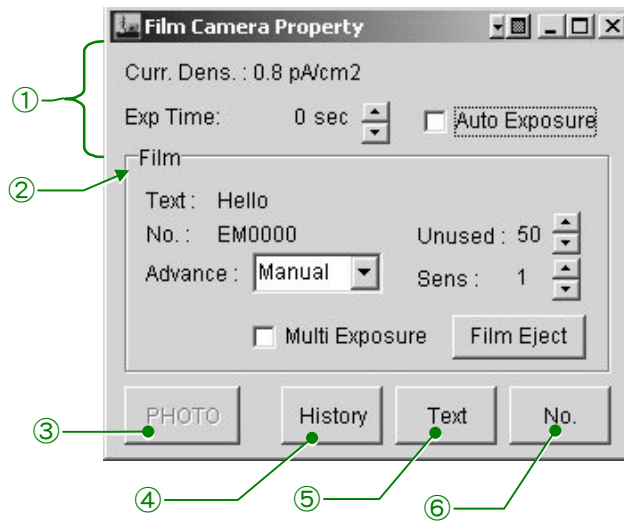 Film Camera Property
① Curr. Dens. : 0.8 pA/cm2
Exp Time: 0 sec Auto Exposure
② Film
Text : Hello
No. : EM0000 Unused : 50
Advance : Manual Sens : 1
Multi Exposure Film Eject
③ PHOTO History Text No.
④ ⑤ ⑥